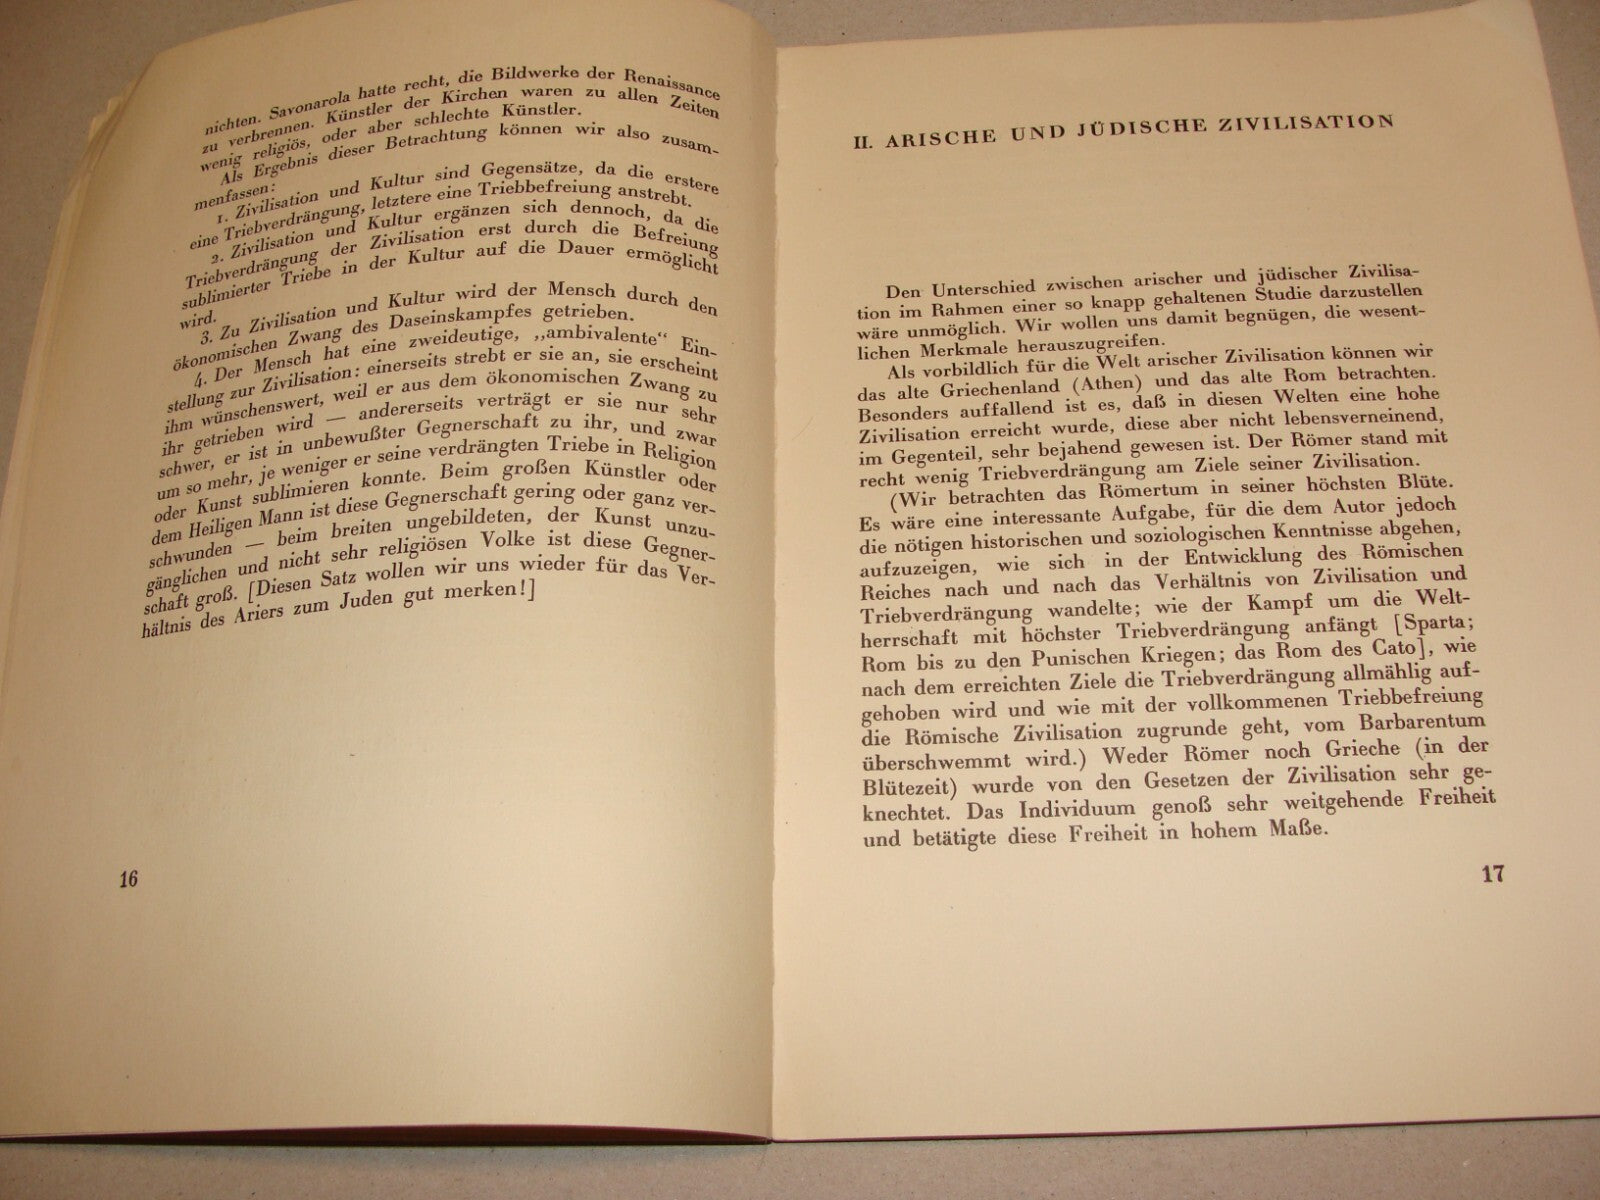 nichten. Savonarola hatte recht, die Bildwerke der Renaissance
zu verbrennen. Künstler der Kirchen waren zu allen Zeiten
wenig religiös, oder aber schlechte Künstler.
Als Ergebnis dieser Betrachtung können wir also zusam-
menfassen:
1. Zivilisation und Kultur sind Gegensätze, da die erstere
eine Triebverdrängung, letztere eine Triebbefreiung anstrebt.
2. Zivilisation und Kultur ergänzen sich dennoch, da die
Triebverdrängung der Zivilisation erst durch die Befreiung
sublimierter Triebe in der Kultur auf die Dauer ermöglicht
wird.
3. Zu Zivilisation und Kultur wird der Mensch durch den
ökonomischen Zwang des Daseinskampfes getrieben.
4. Der Mensch hat eine zweideutige, „ambivalente“ Ein-
stellung zur Zivilisation: einerseits strebt er sie an, sie erscheint
ihm wünschenswert, weil er aus dem ökonomischen Zwang zu
ihr getrieben wird — andererseits verträgt er sie nur sehr
schwer, er ist in unbewußter Gegnerschaft zu ihr, und zwar
um so mehr, je weniger er seine verdrängten Triebe in Religion
oder Kunst sublimieren konnte. Beim großen Künstler oder
dem Heiligen Mann ist diese Gegnerschaft gering oder ganz ver-
schwunden — beim breiten ungebildeten, der Kunst unzu-
gänglichen und nicht sehr religiösen Volke ist diese Gegner-
schaft groß. [Diesen Satz wollen wir uns wieder für das Ver-
hältnis des Ariers zum Juden gut merken!]
16
II. ARISCHE UND JÜDISCHE ZIVILISATION
Den Unterschied zwischen arischer und jüdischer Zivilisa-
tion im Rahmen einer so knapp gehaltenen Studie darzustellen
wäre unmöglich. Wir wollen uns damit begnügen, die wesent-
lichen Merkmale herauszugreifen.
Als vorbildlich für die Welt arischer Zivilisation können wir
das alte Griechenland (Athen) und das alte Rom betrachten.
Besonders auffallend ist es, daß in diesen Welten eine hohe
Zivilisation erreicht wurde, diese aber nicht lebensverneinend,
im Gegenteil, sehr bejahend gewesen ist. Der Römer stand mit
recht wenig Triebverdrängung am Ziele seiner Zivilisation.
(Wir betrachten das Römertum in seiner höchsten Blüte.
Es wäre eine interessante Aufgabe, für die dem Autor jedoch
die nötigen historischen und soziologischen Kenntnisse abgehen,
aufzuzeigen, wie sich in der Entwicklung des Römischen
Reiches nach und nach das Verhältnis von Zivilisation und
Triebverdrängung wandelte; wie der Kampf um die Welt-
herrschaft mit höchster Triebverdrängung anfängt [Sparta;
Rom bis zu den Punischen Kriegen; das Rom des Cato], wie
nach dem erreichten Ziele die Triebverdrängung allmählig auf-
gehoben wird und wie mit der vollkommenen Triebbefreiung
die Römische Zivilisation zugrunde geht, vom Barbarentum
überschwemmt wird.) Weder Römer noch Grieche (in der
Blütezeit) wurde von den Gesetzen der Zivilisation sehr ge-
knechtet. Das Individuum genoß sehr weitgehende Freiheit
und betätigte diese Freiheit in hohem Maße.
17